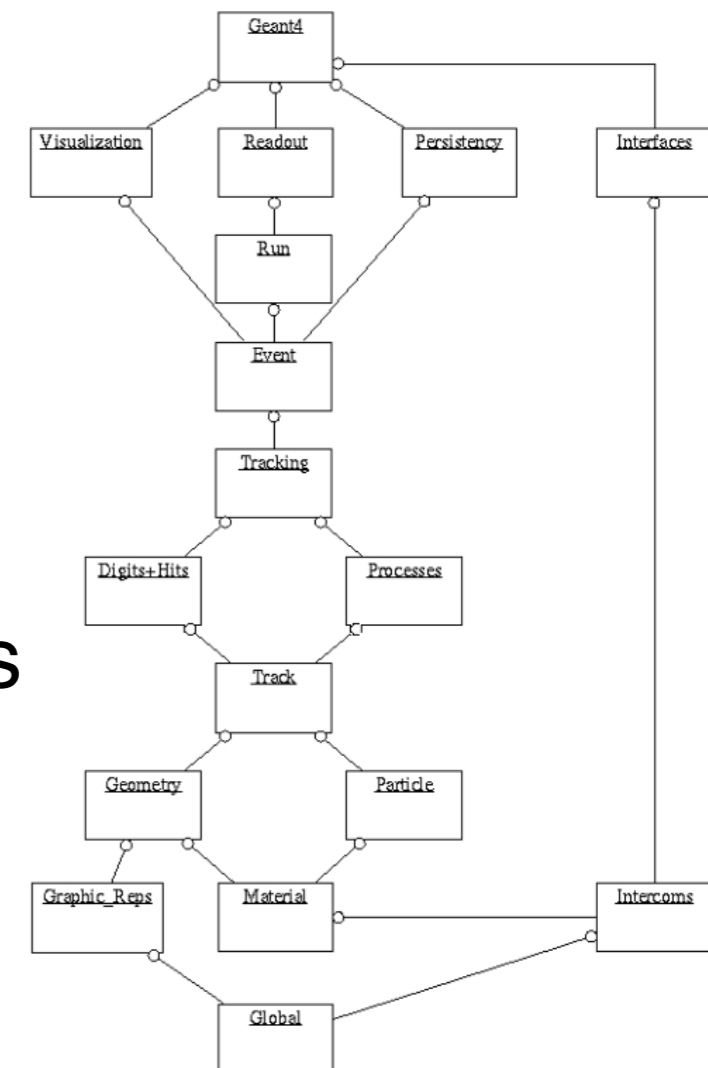 Geant4
Visualization
Readout
Persistency
Interfaces
Run
Event
Tracking
Digits+Hits
Processes
s
Track
Geometry
Particle
Graphic_Reps
Material
Intercoms
Global